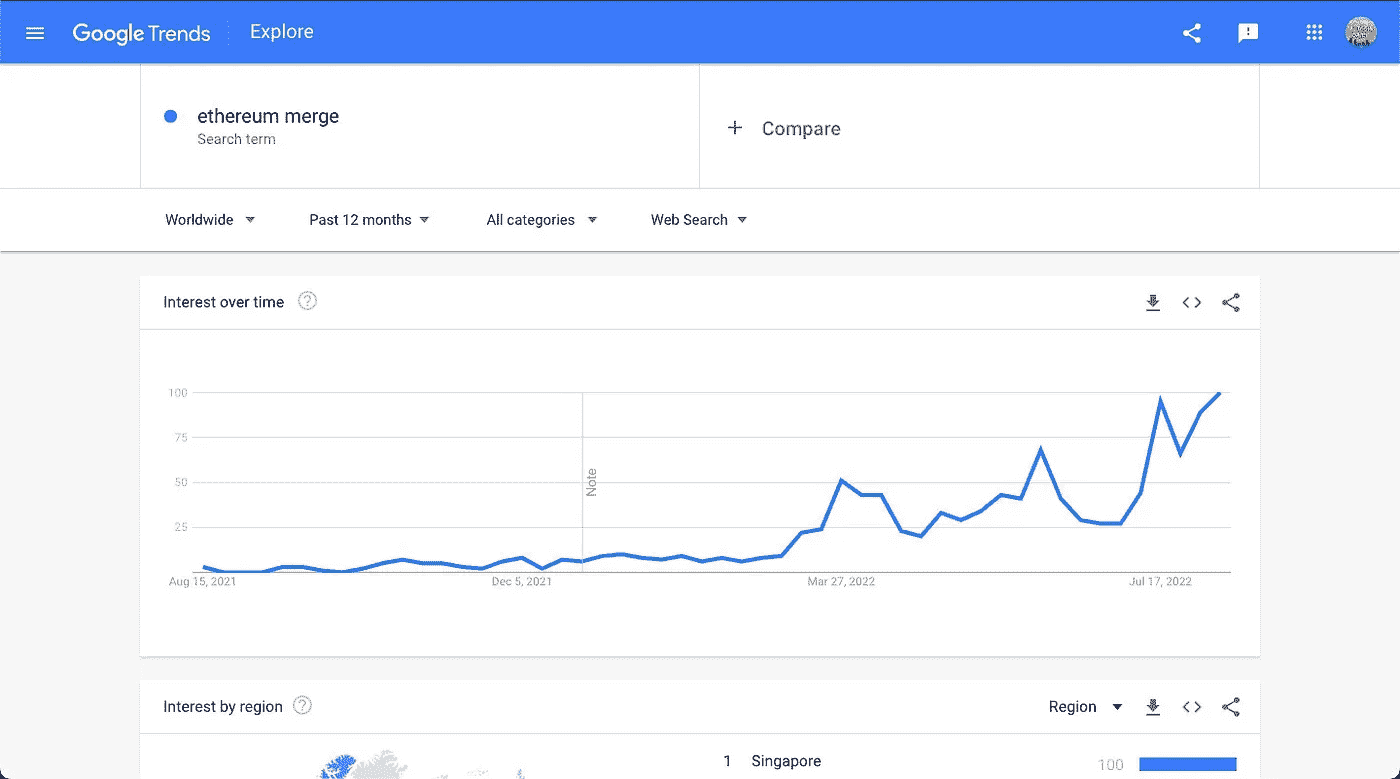 Google Trends Explore
ethereum merge
Search term
+ Compare
Worldwide Past 12 months All categories Web Search
Interest over time ?
100
75
50
25
Note
Aug 15, 2021 Dec 5, 2021 Mar 27, 2022 Jul 17, 2022
Interest by region ? Region
1 Singapore 100